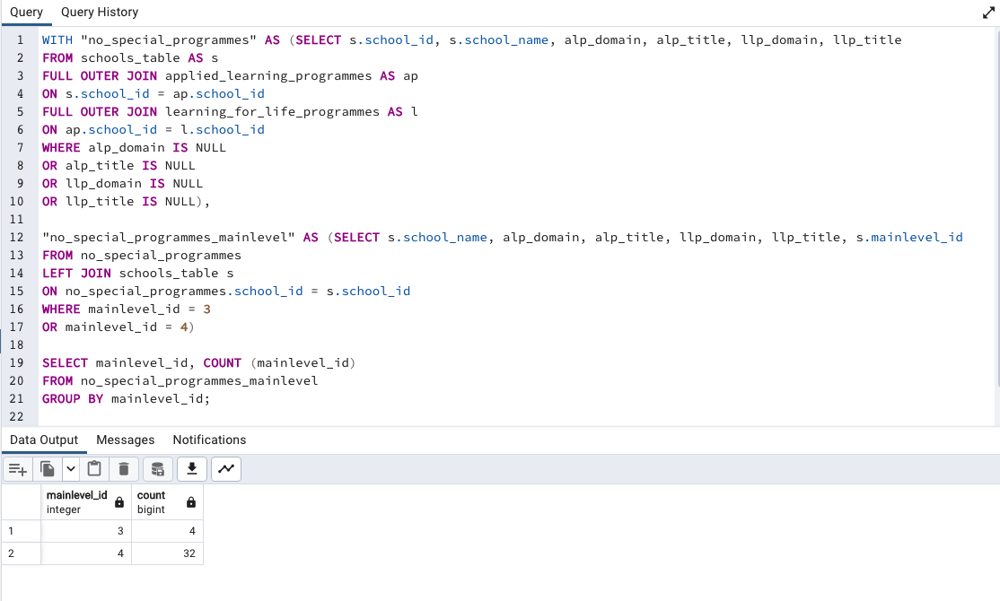 Query Query History
1 WITH "no_special_programmes" AS (SELECT s.school_id, s.school_name, alp_domain, alp_title, llp_domain, llp_title
2 FROM schools_table AS s
3 FULL OUTER JOIN applied_learning_programmes AS ap
4 ON s.school_id = ap.school_id
5 FULL OUTER JOIN learning_for_life_programmes AS l
6 ON ap.school_id = l.school_id
7 WHERE alp_domain IS NULL
8 OR alp_title IS NULL
9 OR llp_domain IS NULL
10 OR llp_title IS NULL),
11
12 "no_special_programmes_mainlevel" AS (SELECT s.school_name, alp_domain, alp_title, llp_domain, llp_title, s.mainlevel_id
13 FROM no_special_programmes
14 LEFT JOIN schools_table s
15 ON no_special_programmes.school_id = s.school_id
16 WHERE mainlevel_id = 3
17 OR mainlevel_id = 4)
18
19 SELECT mainlevel_id, COUNT (mainlevel_id)
20 FROM no_special_programmes_mainlevel
21 GROUP BY mainlevel_id;
22
Data Output Messages Notifications
mainlevel_id count
integer bigint
1 3 4
2 4 32